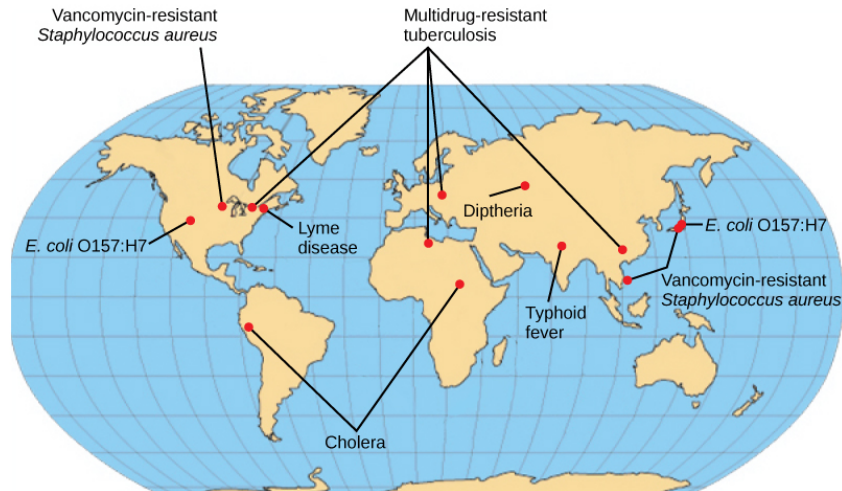 Vancomycin-resistant
Staphylococcus aureus
Multidrug-resistant
tuberculosis
E. coli O157:H7
Lyme
disease
Diptheria
E. coli O157:H7
Typhoid
fever
Vancomycin-resistant
Staphylococcus aureus
Cholera